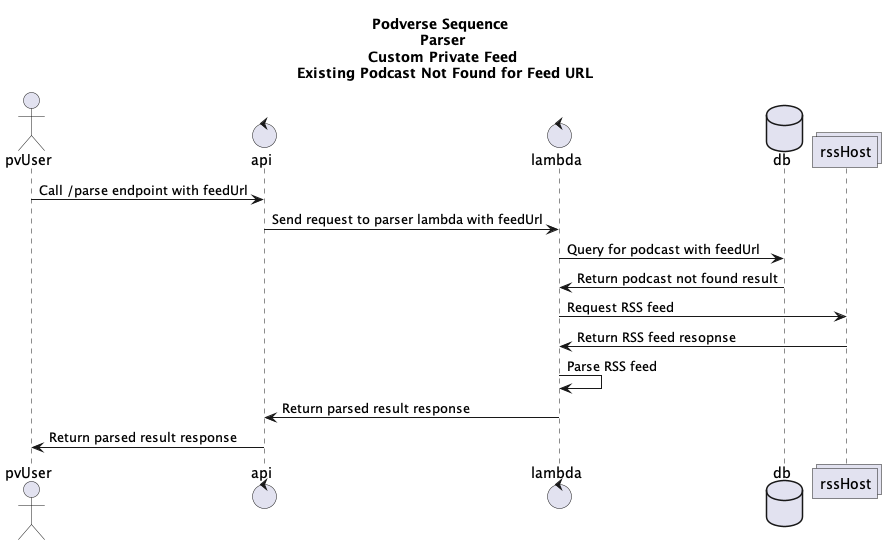 Podverse Sequence
Parser
Custom Private Feed
Existing Podcast Not Found for Feed URL
pvUser
api
lambda
db
rssHost
Call /parse endpoint with feedUrl
Send request to parser lambda with feedUrl
Query for podcast with feedUrl
Return podcast not found result
Request RSS feed
Return RSS feed resopnse
Parse RSS feed
Return parsed result response
Return parsed result response
pvUser
api
lambda
db
rssHost